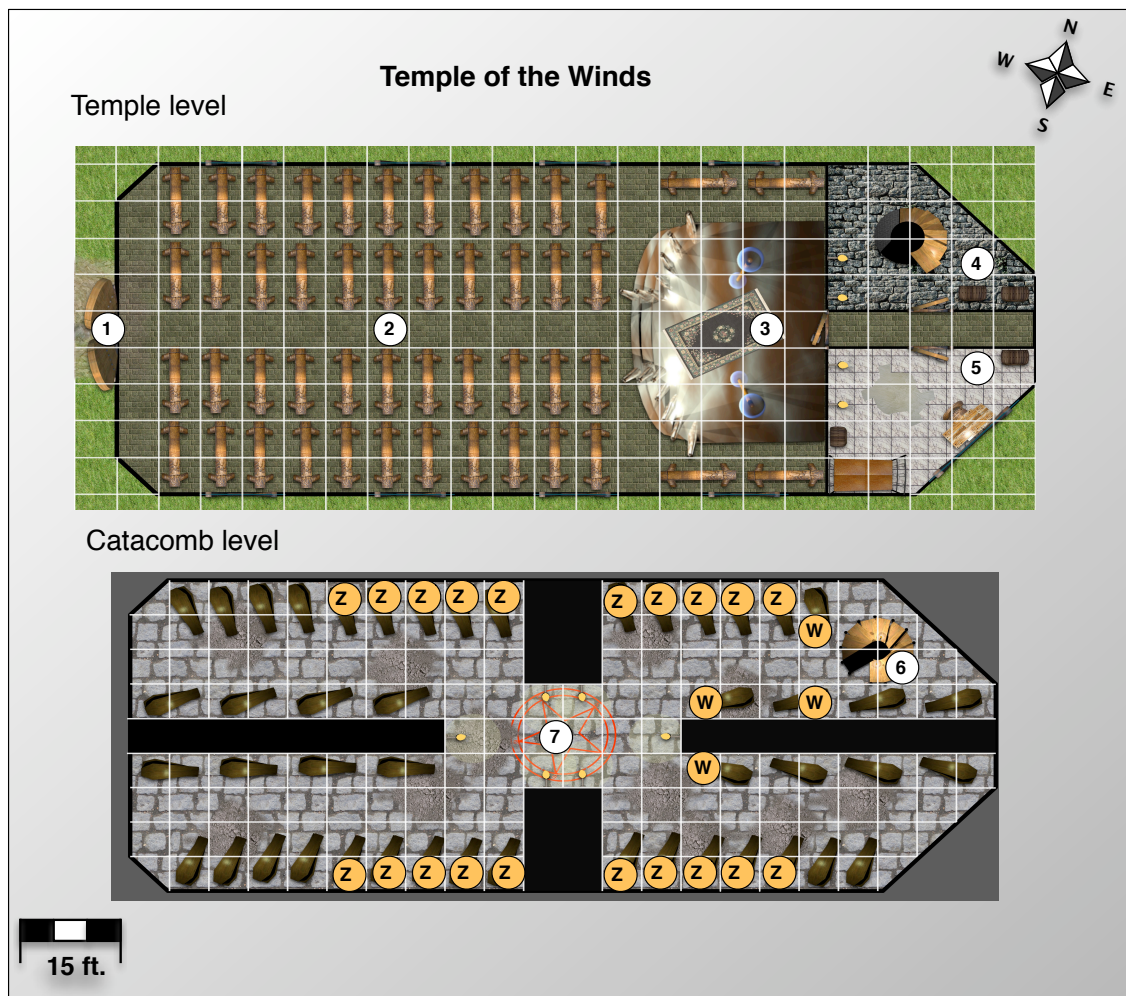 N
Temple of the Winds
W
E
Temple level
S
4
1
2
3
5
Catacomb level
Z Z Z Z Z Z Z Z Z Z
W
6
W W
7
W
Z Z Z Z Z Z Z Z Z Z
15 ft.